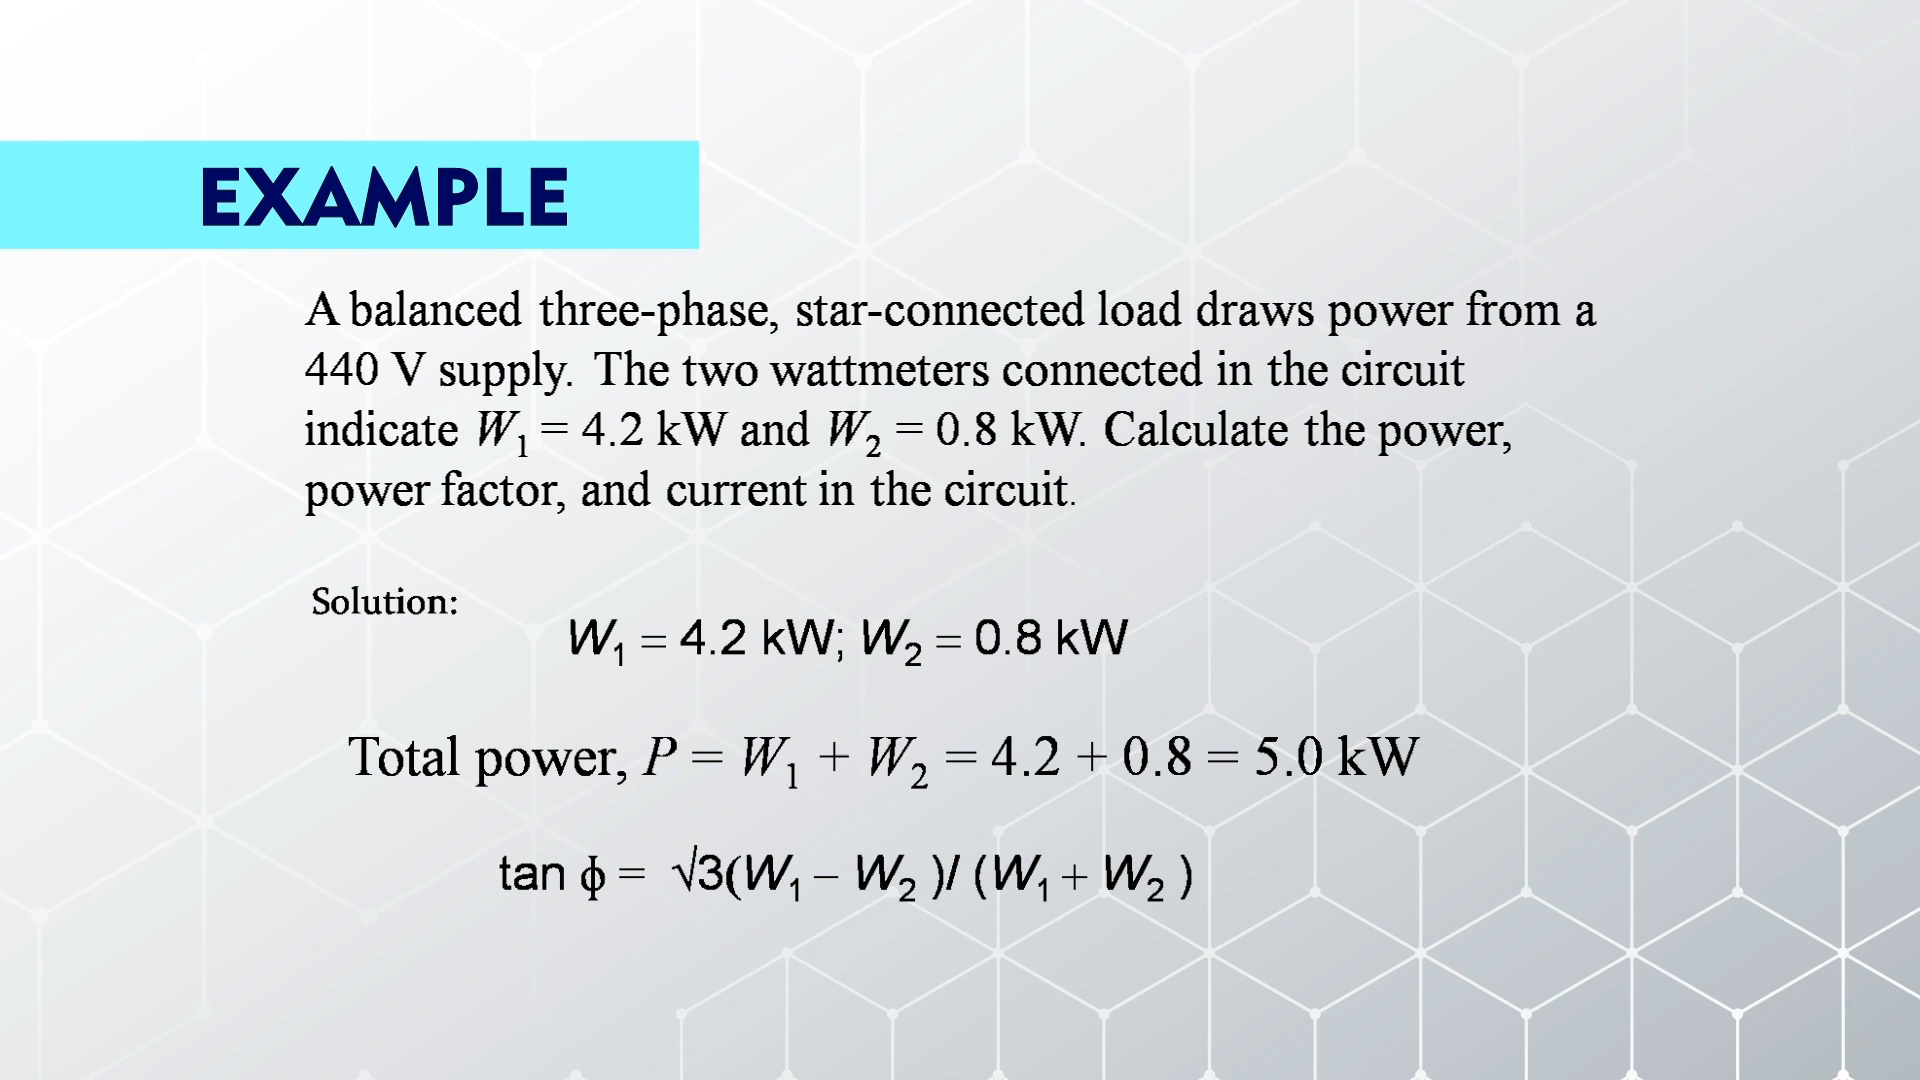 EXAMPLE
A balanced three-phase, star-connected load draws power from a
440 V supply. The two wattmeters connected in the circuit
indicate W₁ = 4.2 kW and W₂ = 0.8 kW. Calculate the power,
power factor, and current in the circuit.
Solution:
W₁ = 4.2 kW; W₂ = 0.8 kW
Total power, P = W₁ + W₂ = 4.2 + 0.8 = 5.0 kW
tan ϕ = √3(W₁ – W₂ )/ (W₁ + W₂ )